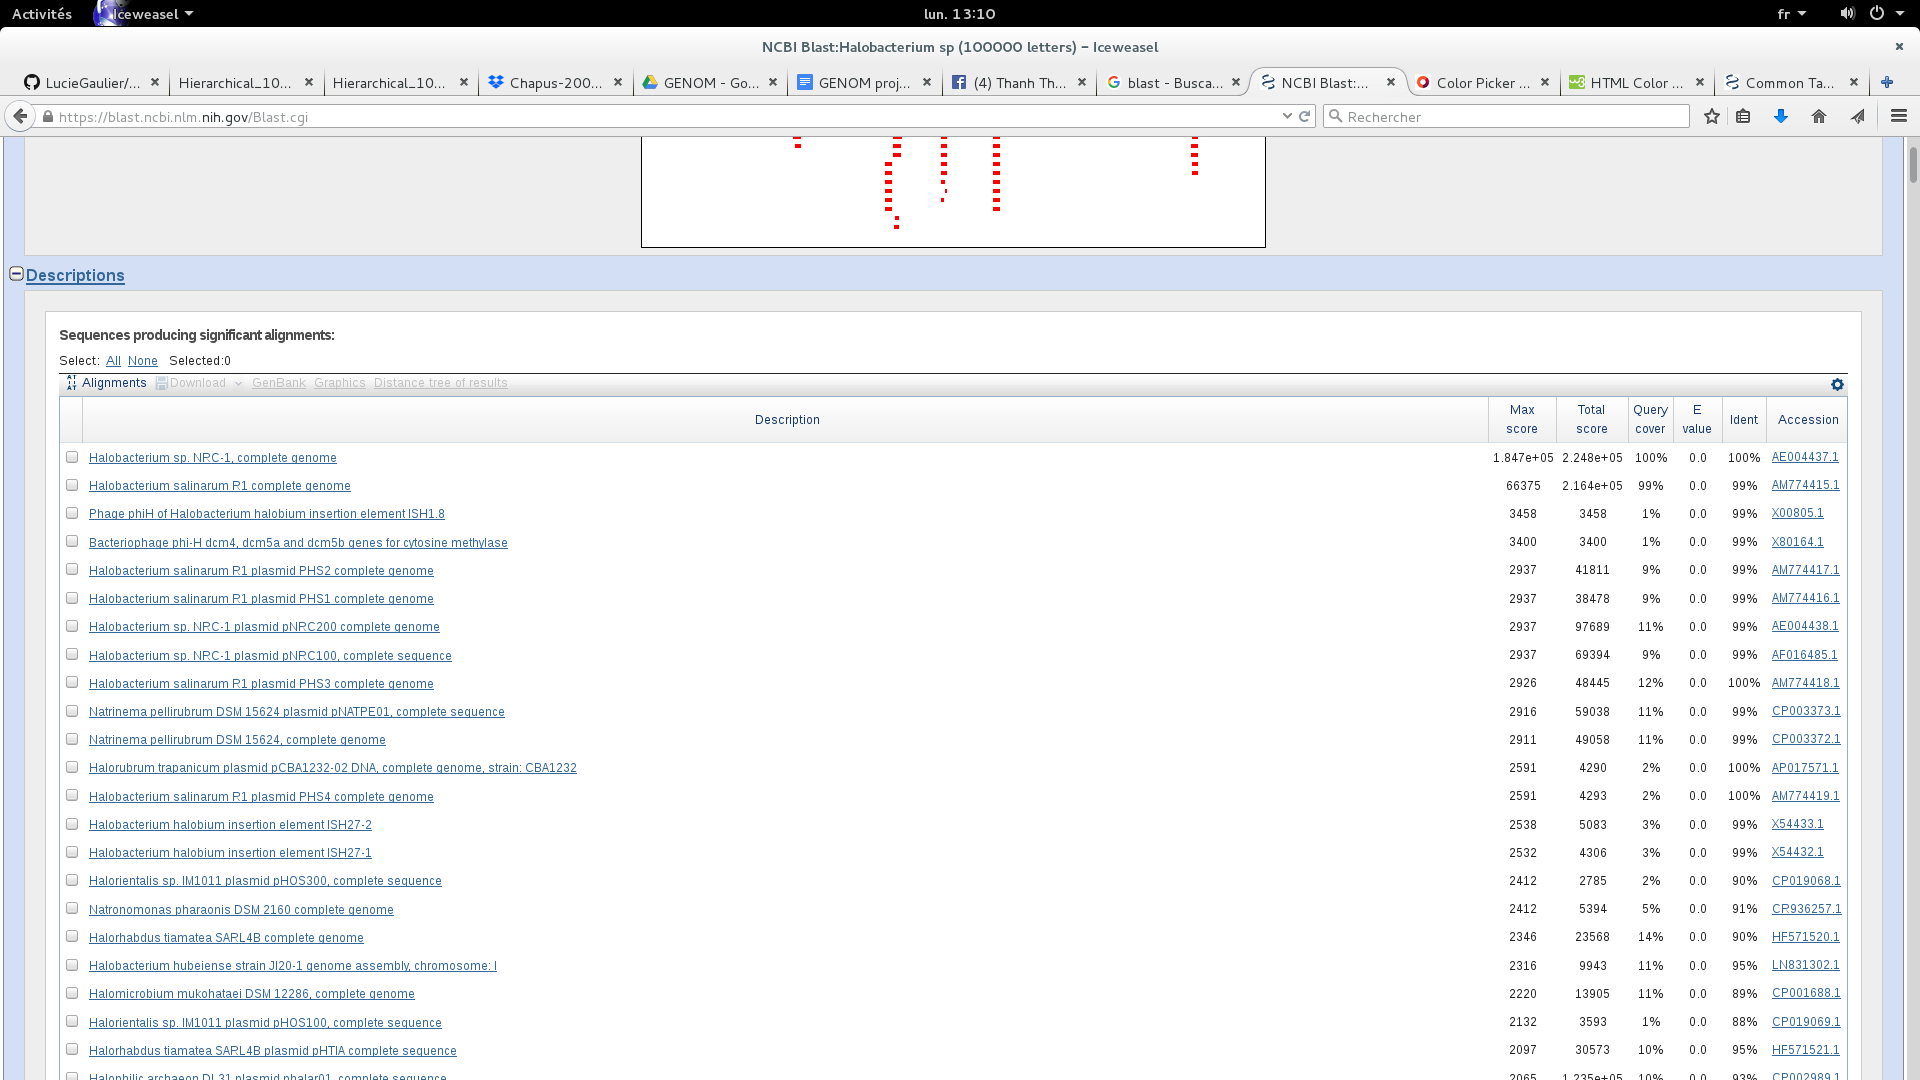 Activités Iceweasel lun. 13:10 fr
NCBI Blast:Halobacterium sp (100000 letters) – Iceweasel
LucieGaulier/... Hierarchical_10... Hierarchical_10... Chapus-200... GENOM - Go... GENOM proj... (4) Thanh Th... blast - Busca... NCBI Blast:... Color Picker ... HTML Color ... Common Ta...
https://blast.ncbi.nlm.nih.gov/Blast.cgi Rechercher
Descriptions
Sequences producing significant alignments:
Select: All None Selected:0
Alignments Download GenBank Graphics Distance tree of results
Description Max score Total score Query cover E value Ident Accession
Halobacterium sp. NRC-1, complete genome 1.847e+05 2.248e+05 100% 0.0 100% AE004437.1
Halobacterium salinarum R1 complete genome 66375 2.164e+05 99% 0.0 99% AM774415.1
Phage phiH of Halobacterium halobium insertion element ISH1.8 3458 3458 1% 0.0 99% X00805.1
Bacteriophage phi-H dcm4, dcm5a and dcm5b genes for cytosine methylase 3400 3400 1% 0.0 99% X80164.1
Halobacterium salinarum R1 plasmid PHS2 complete genome 2937 41811 9% 0.0 99% AM774417.1
Halobacterium salinarum R1 plasmid PHS1 complete genome 2937 38478 9% 0.0 99% AM774416.1
Halobacterium sp. NRC-1 plasmid pNRC200 complete genome 2937 97689 11% 0.0 99% AE004438.1
Halobacterium sp. NRC-1 plasmid pNRC100, complete sequence 2937 69394 9% 0.0 99% AF016485.1
Halobacterium salinarum R1 plasmid PHS3 complete genome 2926 48445 12% 0.0 100% AM774418.1
Natrinema pellirubrum DSM 15624 plasmid pNATPE01, complete sequence 2916 59038 11% 0.0 99% CP003373.1
Natrinema pellirubrum DSM 15624, complete genome 2911 49058 11% 0.0 99% CP003372.1
Halorubrum trapanicum plasmid pCBA1232-02 DNA, complete genome, strain: CBA1232 2591 4290 2% 0.0 100% AP017571.1
Halobacterium salinarum R1 plasmid PHS4 complete genome 2591 4293 2% 0.0 100% AM774419.1
Halobacterium halobium insertion element ISH27-2 2538 5083 3% 0.0 99% X54433.1
Halobacterium halobium insertion element ISH27-1 2532 4306 3% 0.0 99% X54432.1
Halorientalis sp. IM1011 plasmid pHOS300, complete sequence 2412 2785 2% 0.0 90% CP019068.1
Natronomonas pharaonis DSM 2160 complete genome 2412 5394 5% 0.0 91% CR936257.1
Halorhabdus tiamatea SARL4B complete genome 2346 23568 14% 0.0 90% HF571520.1
Halobacterium hubeiense strain JI20-1 genome assembly, chromosome: I 2316 9943 11% 0.0 95% LN831302.1
Halomicrobium mukohataei DSM 12286, complete genome 2220 13905 11% 0.0 89% CP001688.1
Halorientalis sp. IM1011 plasmid pHOS100, complete sequence 2132 3593 1% 0.0 88% CP019069.1
Halorhabdus tiamatea SARL4B plasmid pHTIA complete sequence 2097 30573 10% 0.0 95% HF571521.1
Halophilic archaeon DL31 plasmid phalar01, complete sequence 2065 1.235e+05 10% 0.0 93% CP002989.1